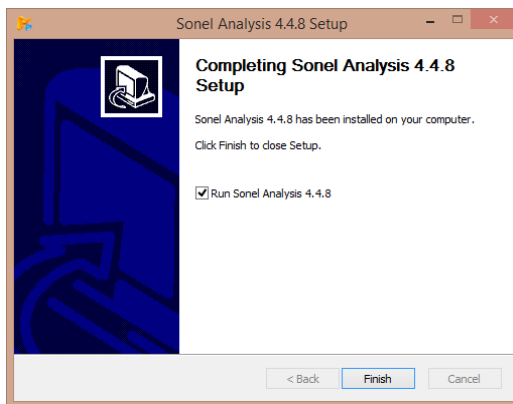 Sonel Analysis 4.4.8 Setup
Completing Sonel Analysis 4.4.8
Setup
Sonel Analysis 4.4.8 has been installed on your computer.
Click Finish to close Setup.
Run Sonel Analysis 4.4.8
< Back Finish Cancel